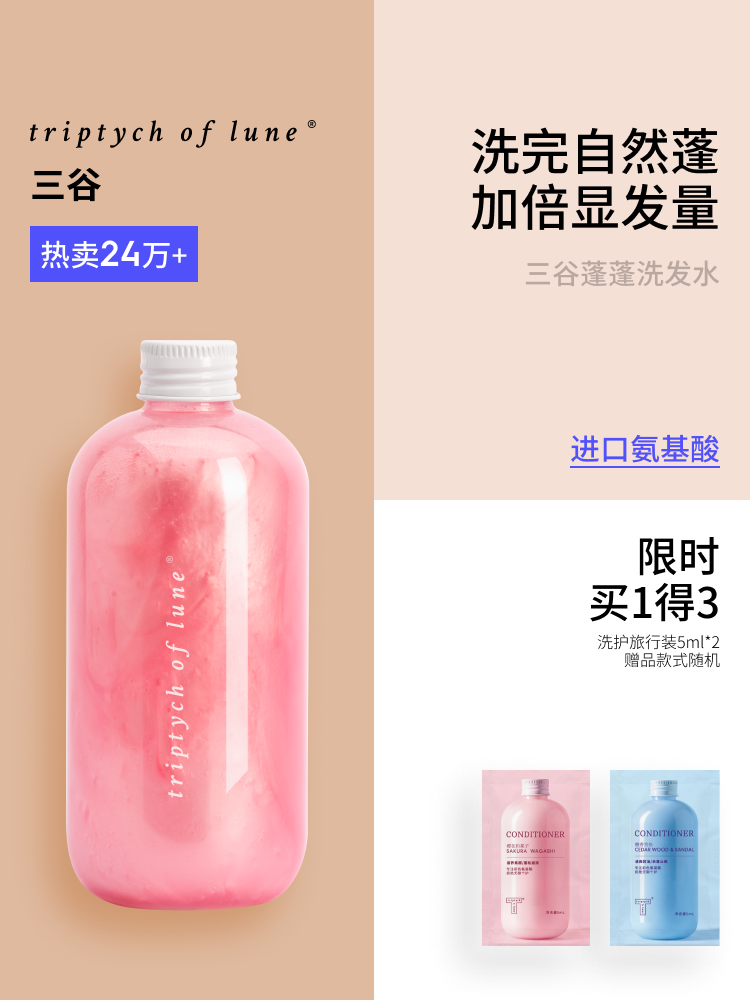 triptych of lune®
三谷
热卖24万+
洗完自然蓬
加倍显发量
三谷蓬蓬洗发水
进口氨基酸
triptych of lune®
限时
买1得3
洗护旅行装5ml*2
赠品款式随机
CONDITIONER
SAKURA WAGASHI
CONDITIONER
CEDAR WOOD & SANDAL